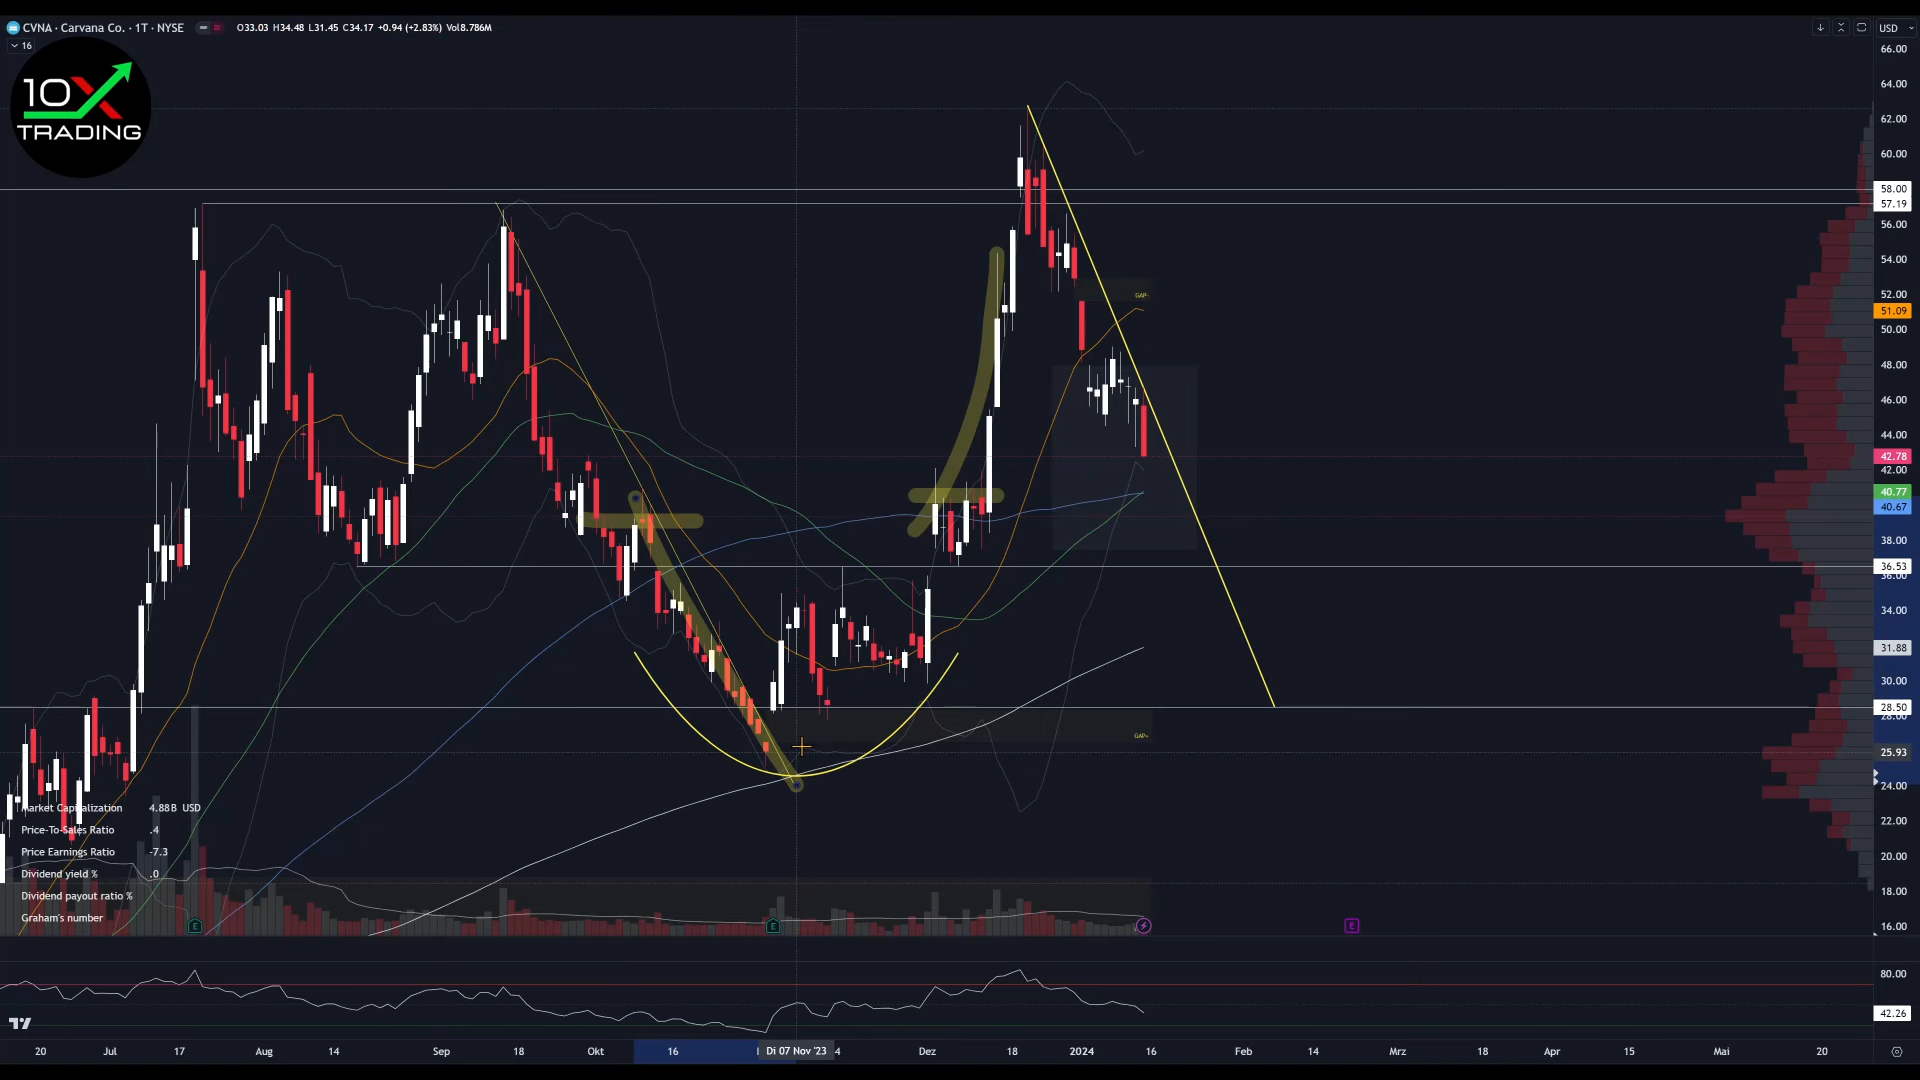 CVNA · Carvana Co. · 1T · NYSE O33.03 H34.48 L31.45 C34.17 +0.94 (+2.83%) Vol8.786M
USD
16
66.00
10X
TRADING
64.00
62.00
60.00
58.00
57.19
56.00
54.00
GAP-
52.00
51.09
50.00
48.00
46.00
44.00
42.78
42.00
40.77
40.67
38.00
36.53
36.00
34.00
31.88
30.00
28.50
28.00
GAP+
25.93
24.00
Market Capitalization 4.88B USD
22.00
Price-To-Sales Ratio .4
Price Earnings Ratio -7.3
20.00
Dividend yield % .0
18.00
Dividend payout ratio %
Graham's number
16.00
E E E
80.00
42.26
20 Jul 17 Aug 14 Sep 18 Okt 16 Di 07 Nov '23 4 Dez 18 2024 16 Feb 14 Mrz 18 Apr 15 Mai 20